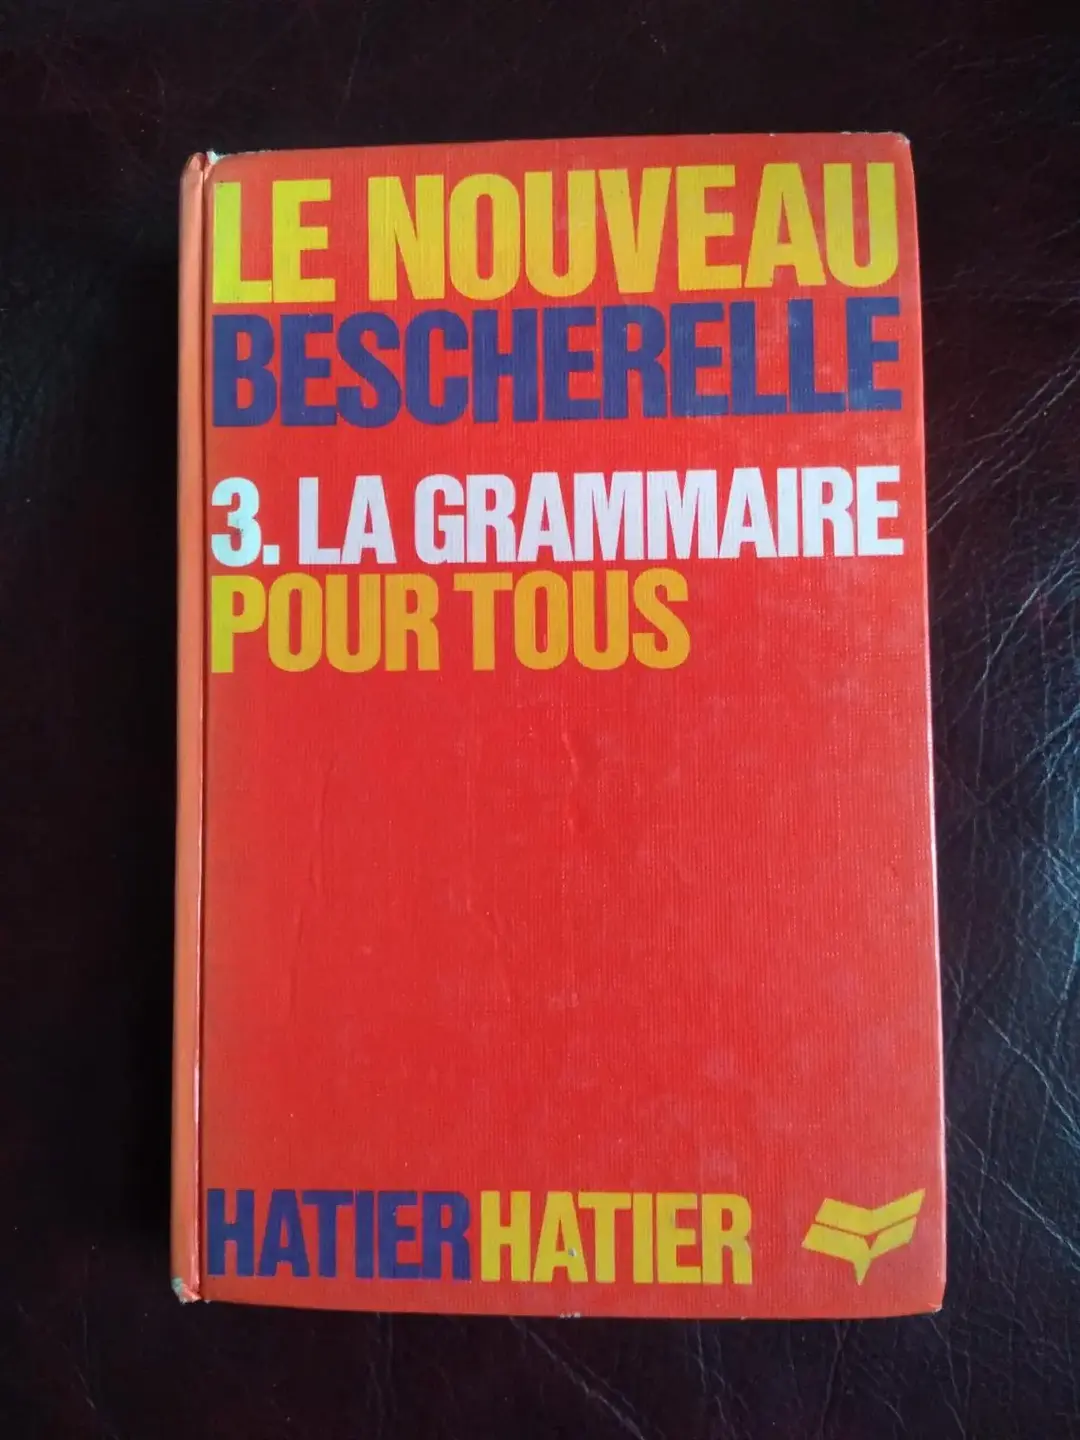 LE NOUVEAU
BESCHERELLE
3. LA GRAMMAIRE
POUR TOUS
HATIER HATIER